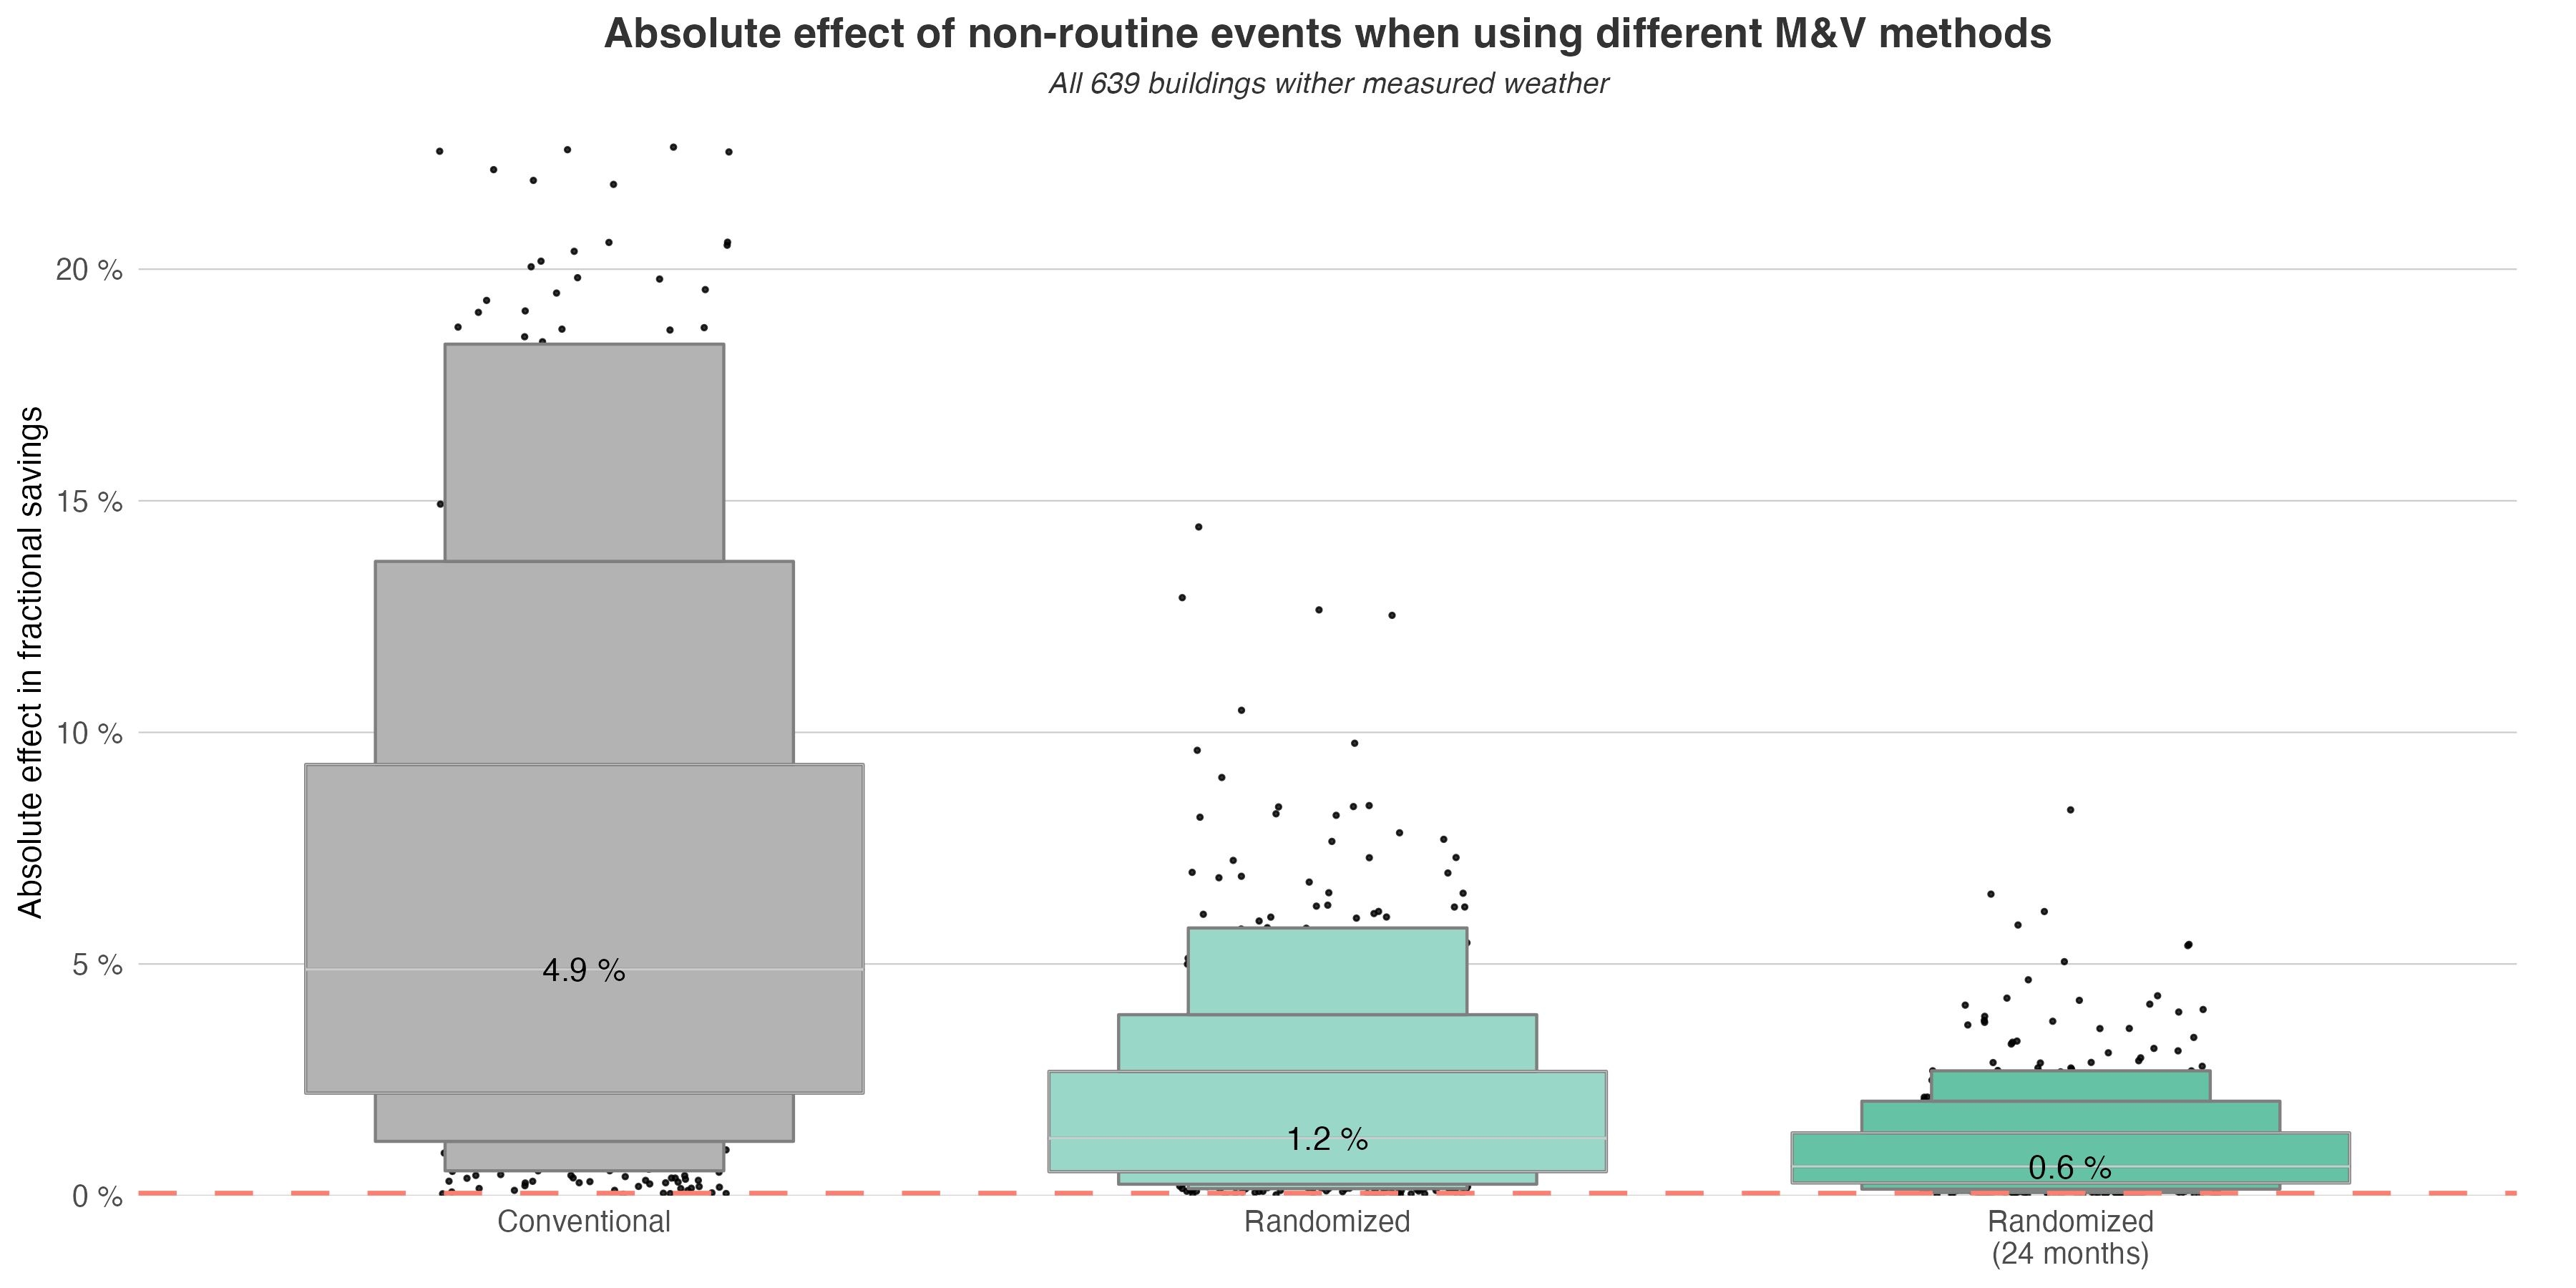 Absolute effect of non-routine events when using different M&V methods
All 639 buildings wither measured weather
Absolute effect in fractional savings
20 %
15 %
10 %
5 %
0 %
4.9 %
1.2 %
0.6 %
Conventional
Randomized
Randomized
(24 months)